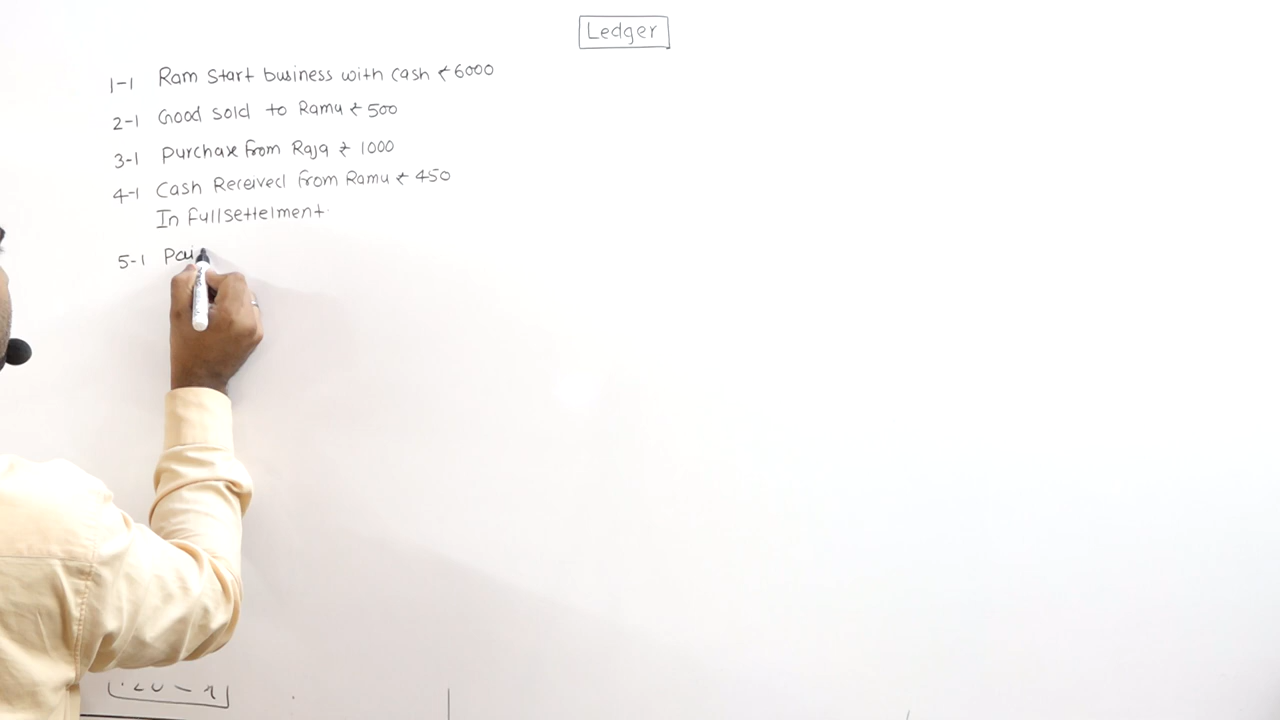 Ledger
1-1 Ram Start business with cash ₹ 6000
2-1 Good sold to Ramu ₹ 500
3-1 Purchase from Raja ₹ 1000
4-1 Cash Received from Ramu ₹ 450
In fullsettelment
5-1 Pai